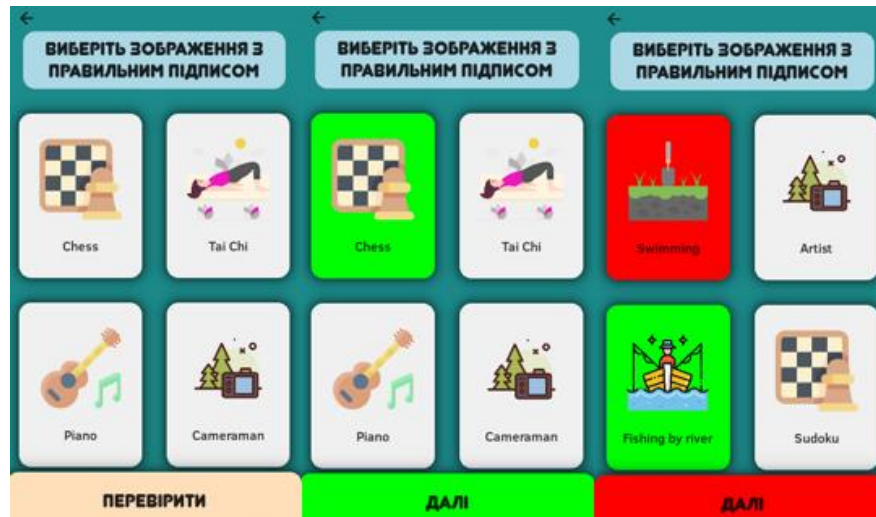 ВИБЕРІТЬ ЗОБРАЖЕННЯ З
ПРАВИЛЬНИМ ПІДПИСОМ
Chess
Tai Chi
Piano
Cameraman
ПЕРЕВІРИТИ
ВИБЕРІТЬ ЗОБРАЖЕННЯ З
ПРАВИЛЬНИМ ПІДПИСОМ
Chess
Tai Chi
Piano
Cameraman
ДАЛІ
ВИБЕРІТЬ ЗОБРАЖЕННЯ З
ПРАВИЛЬНИМ ПІДПИСОМ
Swimming
Artist
Fishing by river
Sudoku
ДАЛІ